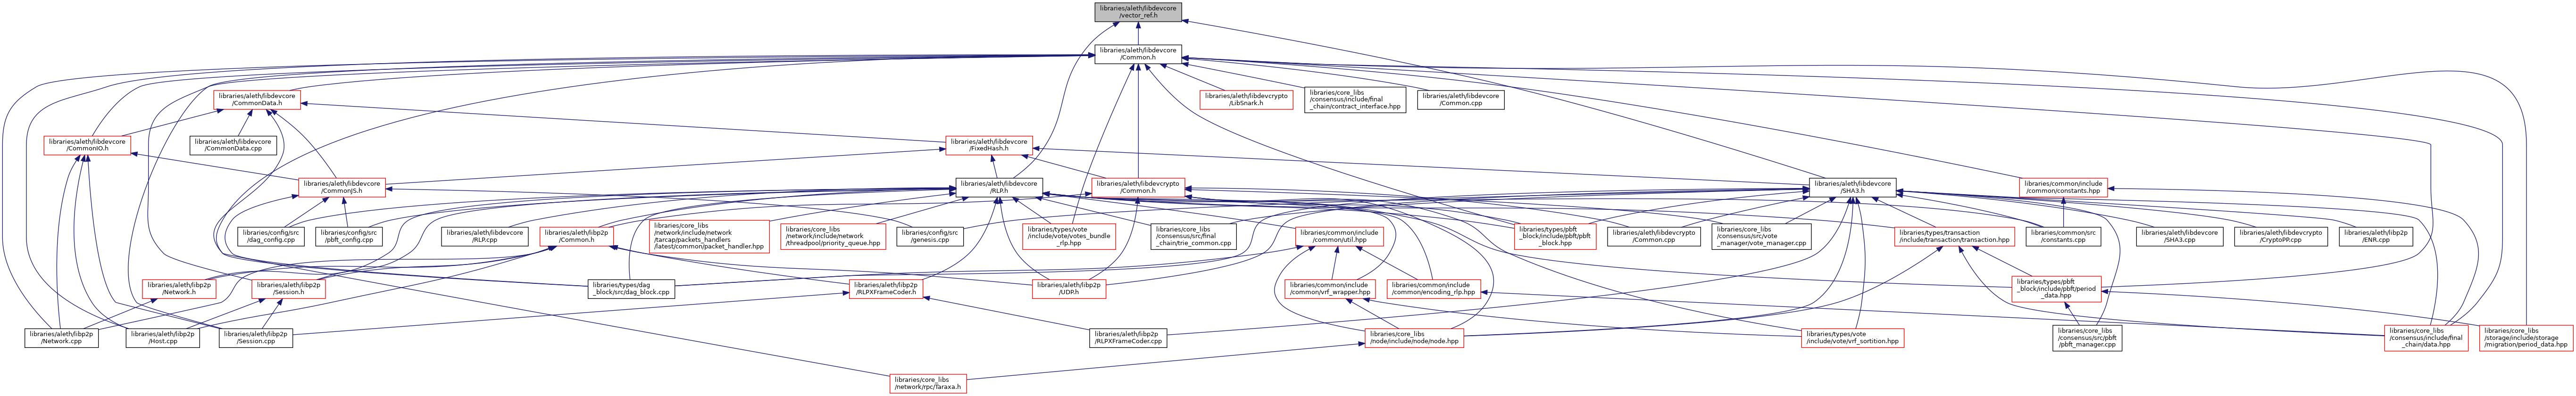 libraries/aleth/libdevcore
/vector_ref.h
libraries/aleth/libdevcore
/Common.h
libraries/aleth/libdevcore
/CommonData.h
libraries/aleth/libdevcrypto
/LibSnark.h
libraries/core_libs
/consensus/include/final
_chain/contract_interface.hpp
libraries/aleth/libdevcore
/Common.cpp
libraries/aleth/libdevcore
/CommonIO.h
libraries/aleth/libdevcore
/CommonData.cpp
libraries/aleth/libdevcore
/FixedHash.h
libraries/aleth/libdevcore
/CommonJS.h
libraries/aleth/libdevcore
/RLP.h
libraries/aleth/libdevcrypto
/Common.h
libraries/aleth/libdevcore
/SHA3.h
libraries/common/include
/common/constants.hpp
libraries/config/src
/dag_config.cpp
libraries/config/src
/pbft_config.cpp
libraries/aleth/libdevcore
/RLP.cpp
libraries/aleth/libp2p
/Common.h
libraries/core_libs
/network/include/network
/tarcap/packets_handlers
/latest/common/packet_handler.hpp
libraries/core_libs
/network/include/network
/threadpool/priority_queue.hpp
libraries/config/src
/genesis.cpp
libraries/types/vote
/include/vote/votes_bundle
_rlp.hpp
libraries/core_libs
/consensus/src/final
_chain/trie_common.cpp
libraries/common/include
/common/util.hpp
libraries/types/pbft
_block/include/pbft/pbft
_block.hpp
libraries/aleth/libdevcrypto
/Common.cpp
libraries/core_libs
/consensus/src/vote
_manager/vote_manager.cpp
libraries/types/transaction
/include/transaction/transaction.hpp
libraries/common/src
/constants.cpp
libraries/aleth/libdevcore
/SHA3.cpp
libraries/aleth/libdevcrypto
/CryptoPP.cpp
libraries/aleth/libp2p
/ENR.cpp
libraries/aleth/libp2p
/Network.h
libraries/aleth/libp2p
/Session.h
libraries/types/dag
_block/src/dag_block.cpp
libraries/aleth/libp2p
/RLPXFrameCoder.h
libraries/aleth/libp2p
/UDP.h
libraries/common/include
/common/vrf_wrapper.hpp
libraries/common/include
/common/encoding_rlp.hpp
libraries/types/pbft
_block/include/pbft/period
_data.hpp
libraries/aleth/libp2p
/Network.cpp
libraries/aleth/libp2p
/Host.cpp
libraries/aleth/libp2p
/Session.cpp
libraries/aleth/libp2p
/RLPXFrameCoder.cpp
libraries/core_libs
/node/include/node/node.hpp
libraries/types/vote
/include/vote/vrf_sortition.hpp
libraries/core_libs
/consensus/src/pbft
/pbft_manager.cpp
libraries/core_libs
/consensus/include/final
_chain/data.hpp
libraries/core_libs
/storage/include/storage
/migration/period_data.hpp
libraries/core_libs
/network/rpc/Taraxa.h